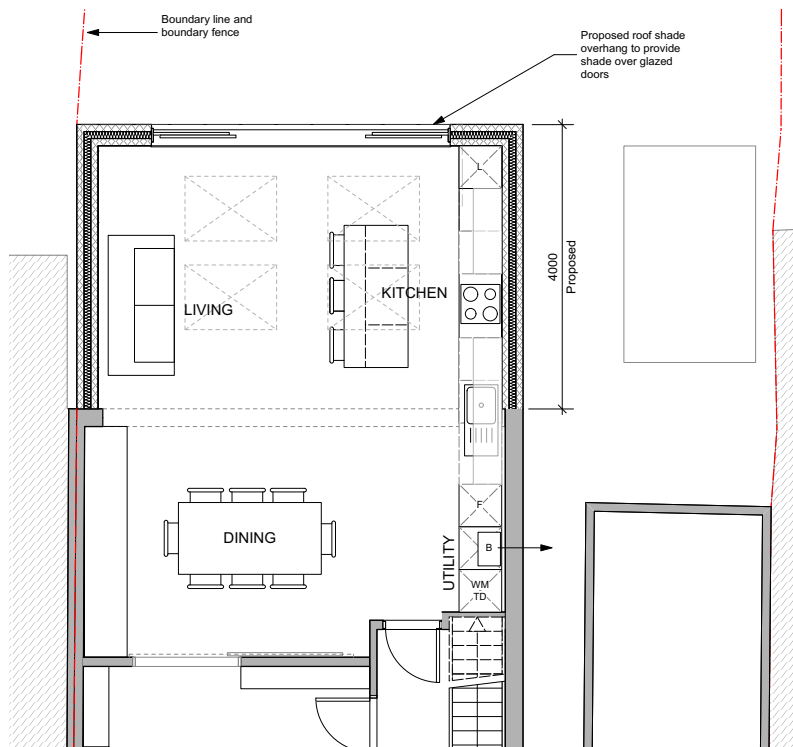 Boundary line and
boundary fence
Proposed roof shade
overhang to provide
shade over glazed
doors
L
4000
Proposed
KITCHEN
LIVING
F
DINING
UTILITY
B
WM
TD